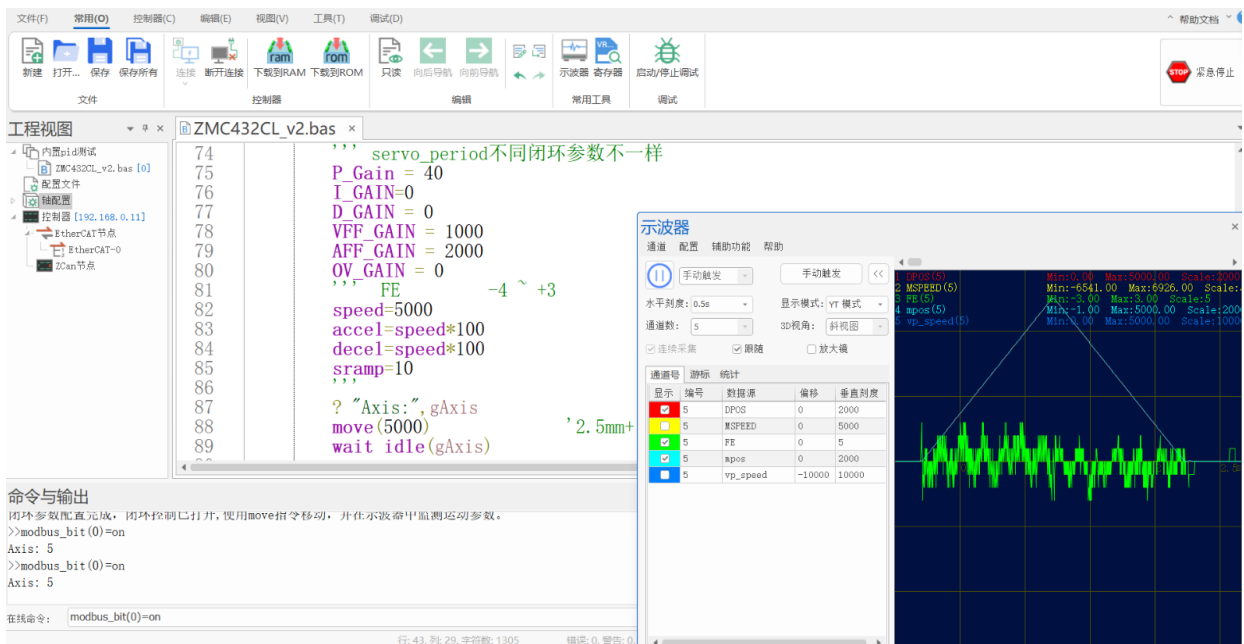 文件(F) 常用(O) 控制器(C) 编辑(E) 视图(V) 工具(T) 调试(D) 帮助文档
新建 打开... 保存 保存所有 连接 断开连接 下载到RAM 下载到ROM 只读 向后导航 向前导航 示波器 寄存器 启动/停止调试 STOP 紧急停止
文件 控制器 编辑 常用工具 调试
工程视图
内置pid测试
ZMC432CL_v2.bas [0]
配置文件
轴配置
控制器 [192.168.0.11]
EtherCAT节点
EtherCAT-0
ZCan节点
ZMC432CL_v2.bas ×
74 ''' servo_period不同闭环参数不一样
75 P_Gain = 40
76 I_GAIN=0
77 D_GAIN = 0
78 VFF_GAIN = 1000
79 AFF_GAIN = 2000
80 OV_GAIN = 0
81 ''' FE -4 ~ +3
82 speed=5000
83 accel=speed*100
84 decel=speed*100
85 sramp=10
86 '''
87 ? "Axis:",gAxis
88 move(5000) '2.5mm+
89 wait idle(gAxis)
命令与输出
闭环参数配置完成，闭环控制已打开,使用move指令移动，并在示波器中监测运动参数。
>>modbus_bit(0)=on
Axis: 5
>>modbus_bit(0)=on
Axis: 5
在线命令: modbus_bit(0)=on
行: 43, 列: 29, 字符数: 1305 错误: 0, 警告: 0,
示波器
通道 配置 辅助功能 帮助
手动触发 手动触发 <<
水平刻度: 0.5s 显示模式: YT 模式
通道数: 5 3D视角: 斜视图
连续采集 跟随 放大镜
通道号 游标 统计
显示 编号 数据源 偏移 垂直刻度
5 DPOS 0 2000
5 MSPEED 0 5000
5 FE 0 5
5 mpos 0 2000
5 vp_speed -10000 10000
1 DPOS(5) Min:0.00 Max:5000.00 Scale:2000
2 MSPEED(5) Min:-6541.00 Max:6926.00 Scale:
3 FE(5) Min:-3.00 Max:3.00 Scale:5
4 mpos(5) Min:-1.00 Max:5000.00 Scale:200
5 vp_speed(5) Min:0.00 Max:5000.00 Scale:1000